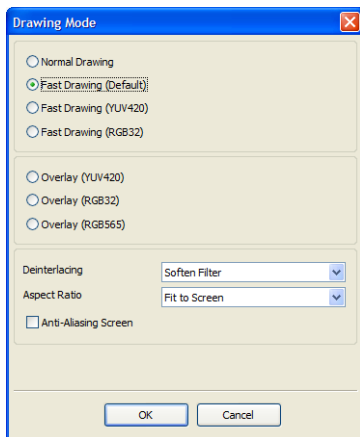 Drawing Mode
Normal Drawing
Fast Drawing (Default)
Fast Drawing (YUV420)
Fast Drawing (RGB32)
Overlay (YUV420)
Overlay (RGB32)
Overlay (RGB565)
Deinterlacing Soften Filter
Aspect Ratio Fit to Screen
Anti-Aliasing Screen
OK Cancel